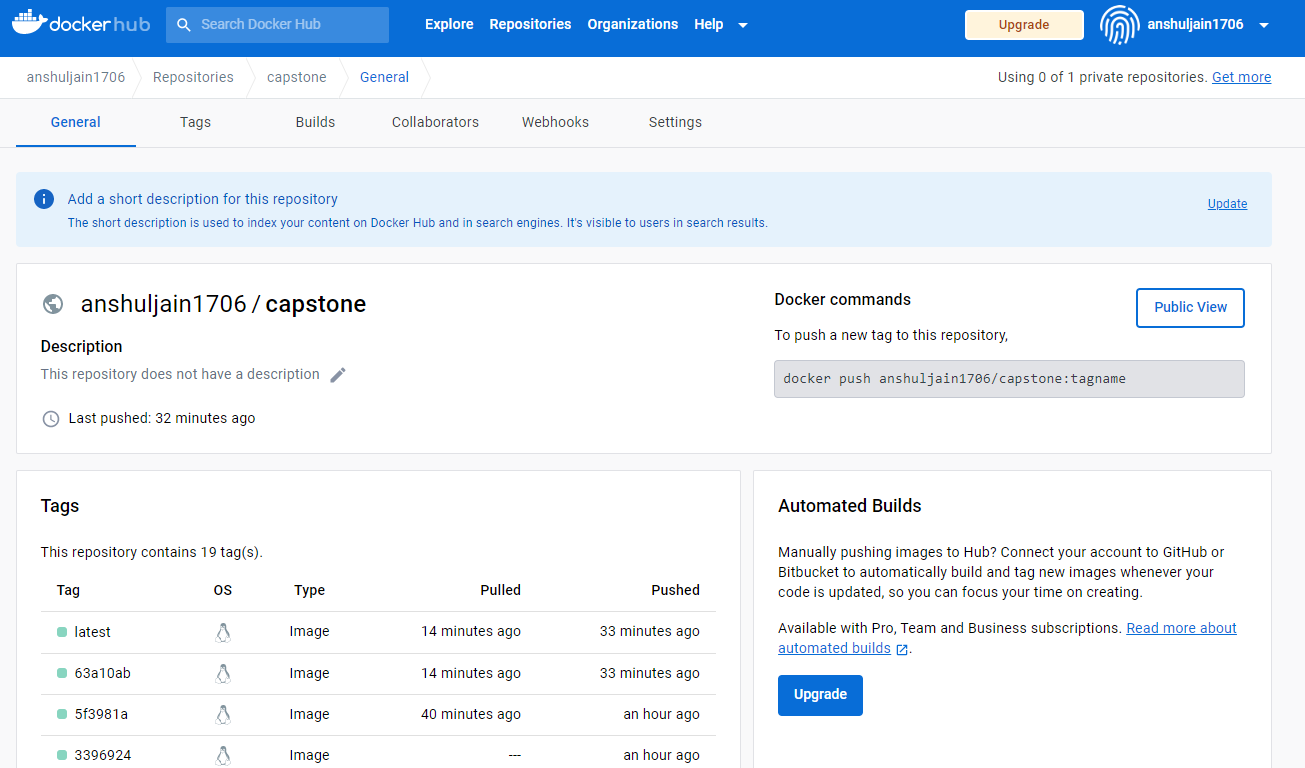 dockerhub Search Docker Hub Explore Repositories Organizations Help Upgrade anshuljain1706
anshuljain1706 Repositories capstone General Using 0 of 1 private repositories. Get more
General Tags Builds Collaborators Webhooks Settings
Add a short description for this repository
Update
The short description is used to index your content on Docker Hub and in search engines. It's visible to users in search results.
anshuljain1706 / capstone
Description
This repository does not have a description
Last pushed: 32 minutes ago
Docker commands
Public View
To push a new tag to this repository,
docker push anshuljain1706/capstone:tagname
Tags
This repository contains 19 tag(s).
Tag OS Type Pulled Pushed
latest Image 14 minutes ago 33 minutes ago
63a10ab Image 14 minutes ago 33 minutes ago
5f3981a Image 40 minutes ago an hour ago
3396924 Image --- an hour ago
Automated Builds
Manually pushing images to Hub? Connect your account to GitHub or
Bitbucket to automatically build and tag new images whenever your
code is updated, so you can focus your time on creating.
Available with Pro, Team and Business subscriptions. Read more about
automated builds .
Upgrade